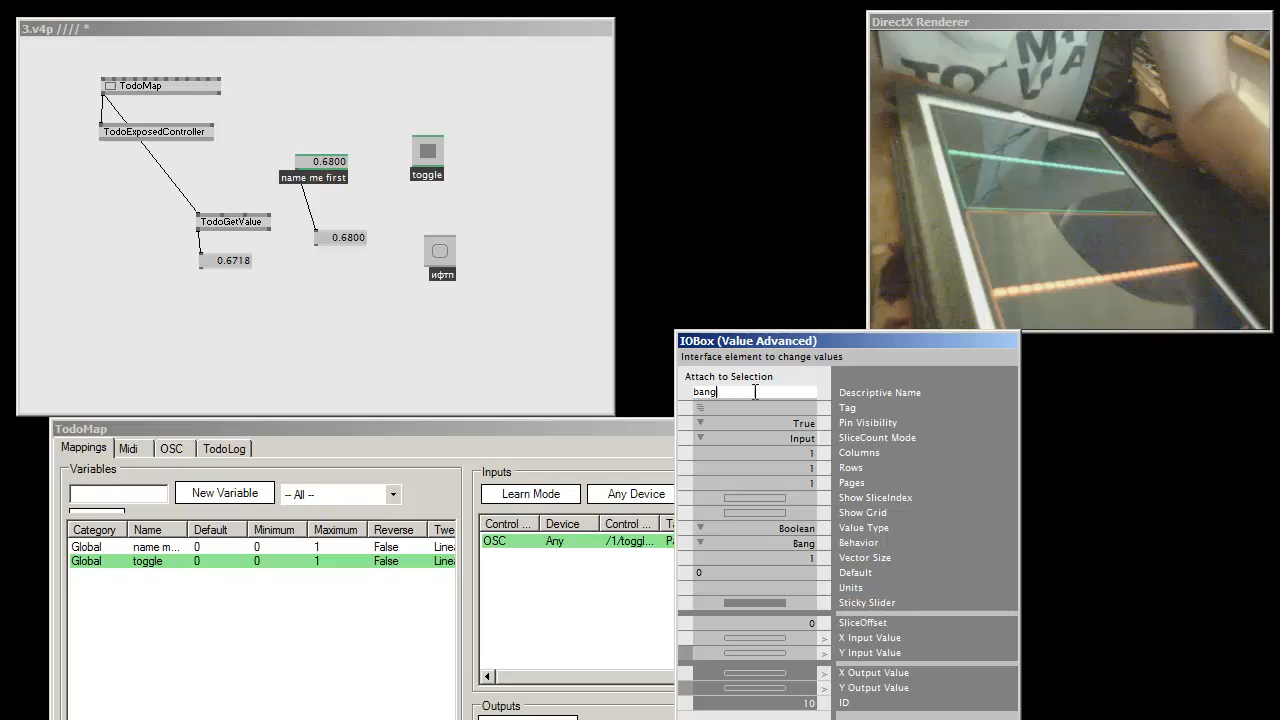 3.v4p //// *
TodoMap
TodoExposedController
0.6800
name me first
toggle
TodoGetValue
0.6718
0.6800
ифтп
DirectX Renderer
IOBox (Value Advanced)
Interface element to change values
Attach to Selection
bang
Descriptive Name
Tag
True
Pin Visibility
Input
SliceCount Mode
1
Columns
1
Rows
1
Pages
Show SliceIndex
Show Grid
Boolean
Value Type
Bang
Behavior
1
Vector Size
0
Default
Units
Sticky Slider
0
SliceOffset
> X Input Value
> Y Input Value
> X Output Value
> Y Output Value
10
ID
TodoMap
Mappings Midi OSC TodoLog
Variables
New Variable
-- All --
Category Name Default Minimum Maximum Reverse
Global name m... 0 0 1 False
Global toggle 0 0 1 False
Inputs
Learn Mode Any Device
Control ... Device Control ...
OSC Any /1/toggl...
Outputs